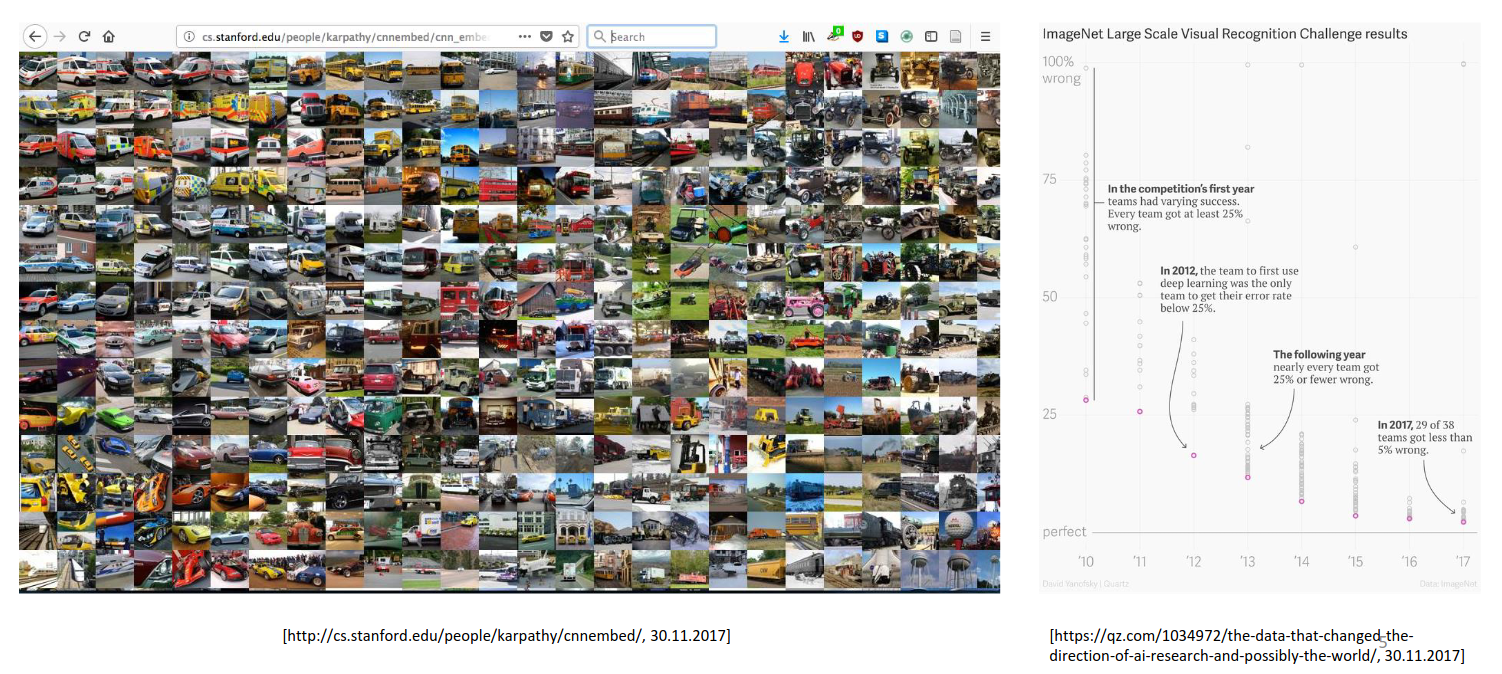 cs.stanford.edu/people/karpathy/cnnembed/cnn_embe
Search
ImageNet Large Scale Visual Recognition Challenge results
100%
wrong
75
In the competition's first year
teams had varying success.
Every team got at least 25%
wrong.
In 2012, the team to first use
deep learning was the only
team to get their error rate
below 25%.
50
The following year
nearly every team got
25% or fewer wrong.
25
In 2017, 29 of 38
teams got less than
5% wrong.
perfect
'10 '11 '12 '13 '14 '15 '16 '17
David Yanofsky | Quartz
Data: ImageNet
[http://cs.stanford.edu/people/karpathy/cnnembed/, 30.11.2017]
[https://qz.com/1034972/the-data-that-changed-the-
direction-of-ai-research-and-possibly-the-world/, 30.11.2017]
5